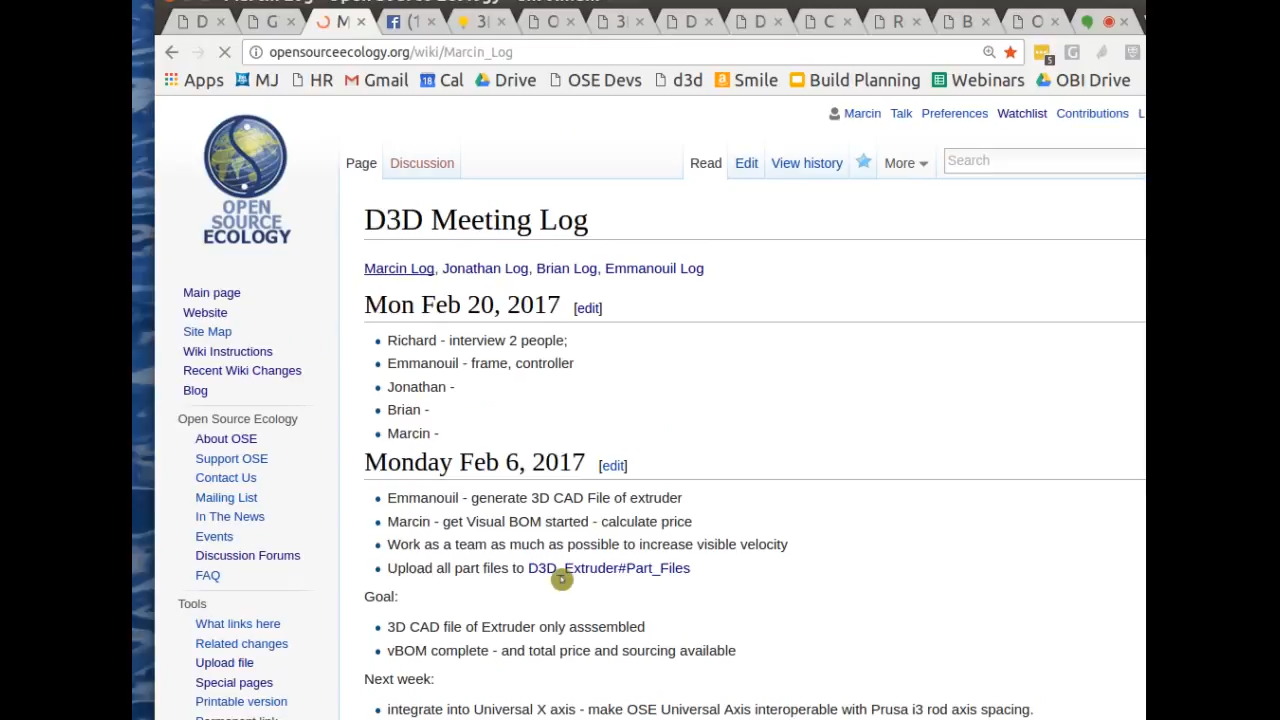 D G M f (1 3 O 3 D D C R B O
opensourceecology.org/wiki/Marcin_Log 5 G
Apps MJ HR Gmail 18 Cal Drive OSE Devs d3d Smile Build Planning Webinars OBI Drive
Marcin Talk Preferences Watchlist Contributions L
Page Discussion Read Edit View history More Search
OPEN
SOURCE
ECOLOGY
D3D Meeting Log
Marcin Log, Jonathan Log, Brian Log, Emmanouil Log
Main page
Website
Site Map
Wiki Instructions
Recent Wiki Changes
Blog
Open Source Ecology
About OSE
Support OSE
Contact Us
Mailing List
In The News
Events
Discussion Forums
FAQ
Tools
What links here
Related changes
Upload file
Special pages
Printable version
Mon Feb 20, 2017 [edit]
Richard - interview 2 people;
Emmanouil - frame, controller
Jonathan -
Brian -
Marcin -
Monday Feb 6, 2017 [edit]
Emmanouil - generate 3D CAD File of extruder
Marcin - get Visual BOM started - calculate price
Work as a team as much as possible to increase visible velocity
Upload all part files to D3D_Extruder#Part_Files
Goal:
3D CAD file of Extruder only asssembled
vBOM complete - and total price and sourcing available
Next week:
integrate into Universal X axis - make OSE Universal Axis interoperable with Prusa i3 rod axis spacing.